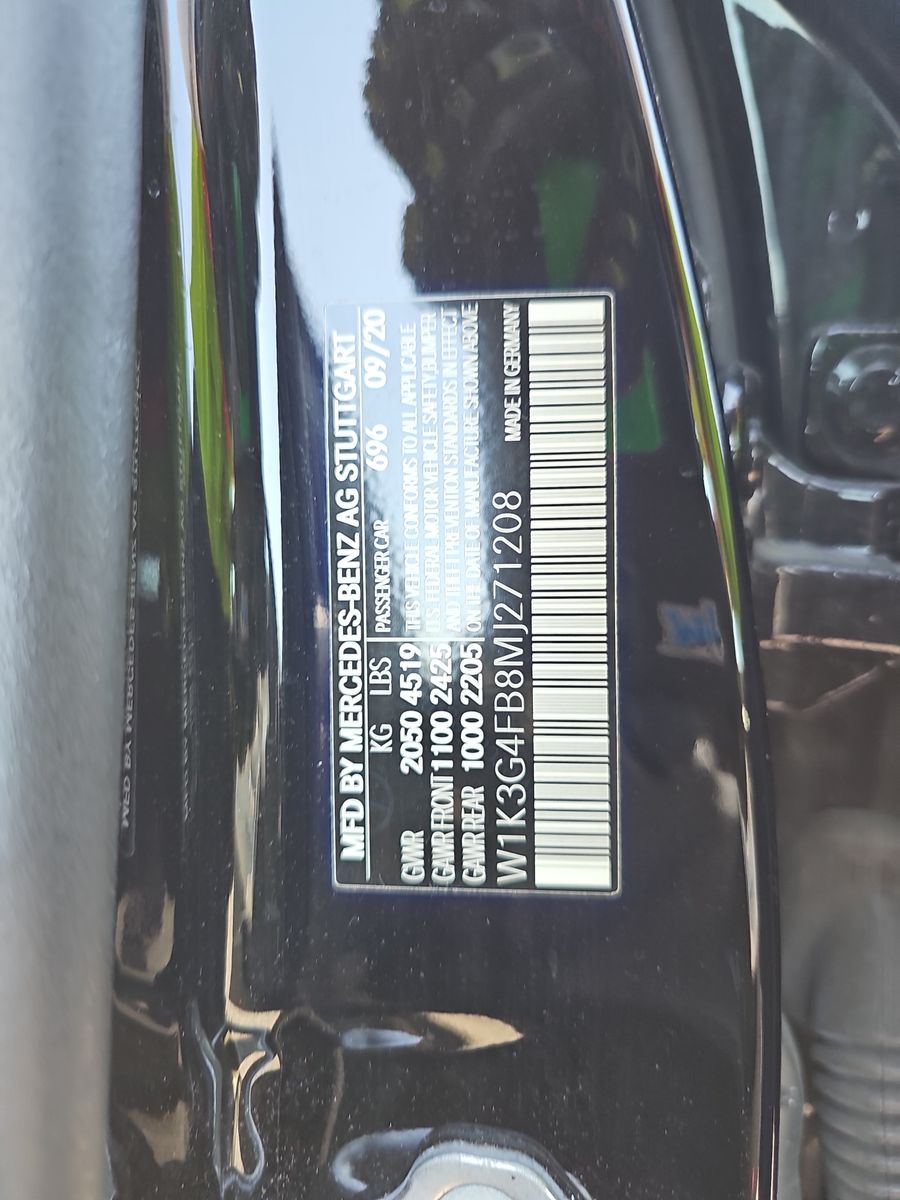 MFD BY MERCEDES-BENZ AG STUTTGART
KG LBS PASSENGER CAR 696 09/20
GVWR 2050 4519 THIS VEHICLE CONFORMS TO ALL APPLICABLE
GAWR FRONT 1100 2425 U.S. FEDERAL MOTOR VEHICLE SAFETY, BUMPER,
GAWR REAR 1000 2205 AND THEFT PREVENTION STANDARDS IN EFFECT
ON THE DATE OF MANUFACTURE SHOWN ABOVE
W1K3G4FB8MJ271208 MADE IN GERMANY